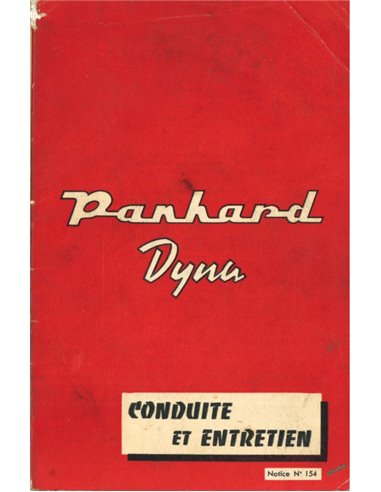 Panhard
Dyna
CONDUITE
ET ENTRETIEN
Notice N° 154